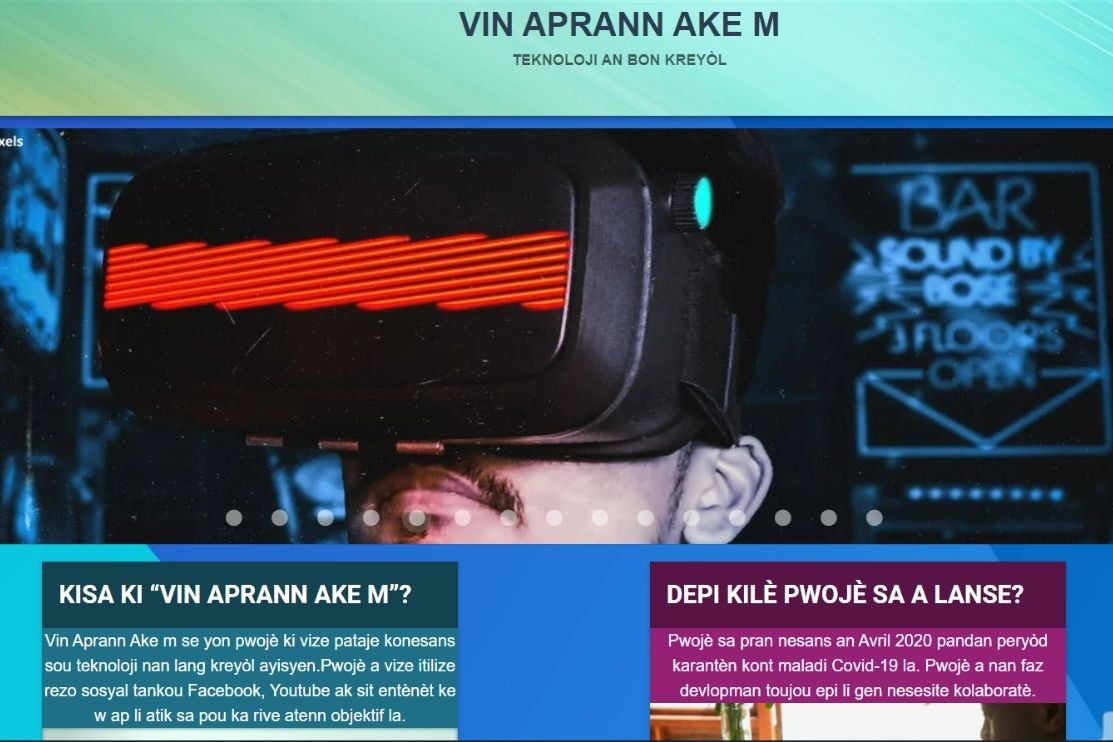 VIN APRANN AKE M
TEKNOLOJI AN BON KREYÒL
xels
BAR
SOUND BY
BOSE
3 FLOORS
OPEN
KISA KI “VIN APRANN AKE M”?
Vin Aprann Ake m se yon pwojè ki vize pataje konesans
sou teknoloji nan lang kreyòl ayisyen.Pwojè a vize itilize
rezo sosyal tankou Facebook, Youtube ak sit entènèt ke
w ap li atik sa pou ka rive atenn objektif la.
DEPI KILÈ PWOJÈ SA A LANSE?
Pwojè sa pran nesans an Avril 2020 pandan peryòd
karantèn kont maladi Covid-19 la. Pwojè a nan faz
devlopman toujou epi li gen nesesite kolaboratè.